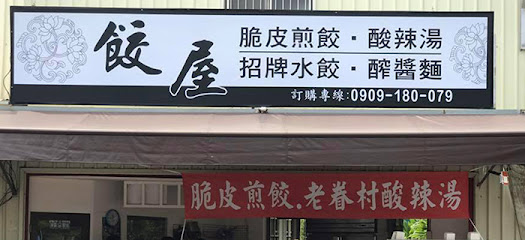 餃屋
脆皮煎餃・酸辣湯
招牌水餃・醡醬麵
訂購專線:0909-180-079
脆皮煎餃.老眷村酸辣湯